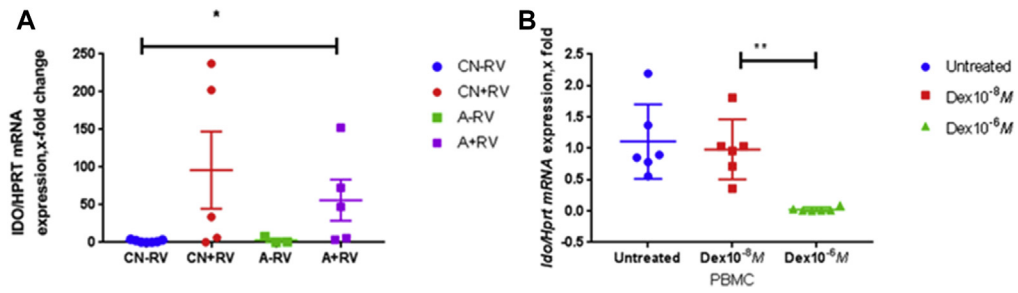 A
*
IDO/HPRT mRNA
expression,x-fold change
250
200
150
100
50
0
CN-RV
CN+RV
A-RV
A+RV
CN-RV
CN+RV
A-RV
A+RV
B
**
Ido/Hprt mRNA expression,x fold
2.5
2.0
1.5
1.0
0.5
0.0
-0.5
Untreated
Dex10⁻⁸M
Dex10⁻⁶M
PBMC
Untreated
Dex10⁻⁸M
Dex10⁻⁶M